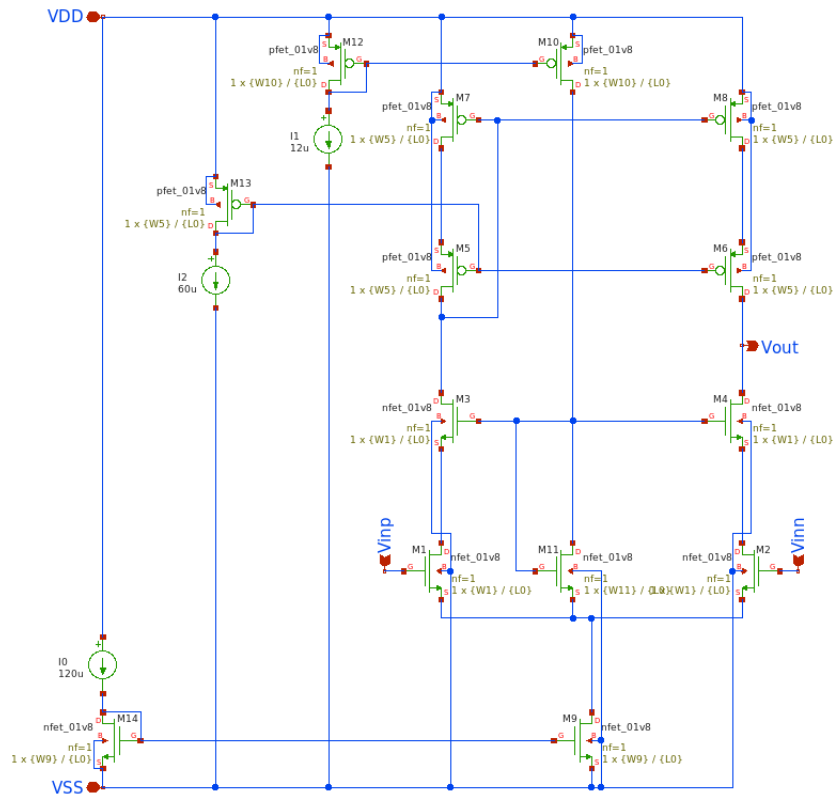 VDD
M12
pfet_01v8
S
B
G
D
nf=1
1 x {W10} / {L0}
M10
pfet_01v8
S
B
G
D
nf=1
1 x {W10} / {L0}
M7
pfet_01v8
S
B
G
D
nf=1
1 x {W5} / {L0}
M8
pfet_01v8
S
B
G
D
nf=1
1 x {W5} / {L0}
I1
12u
+
M13
pfet_01v8
S
B
G
D
nf=1
1 x {W5} / {L0}
I2
60u
+
M5
pfet_01v8
S
B
G
D
nf=1
1 x {W5} / {L0}
M6
pfet_01v8
S
B
G
D
nf=1
1 x {W5} / {L0}
Vout
M3
nfet_01v8
D
B
G
S
nf=1
1 x {W1} / {L0}
M4
nfet_01v8
D
B
G
S
nf=1
1 x {W1} / {L0}
Vinp
M1
nfet_01v8
D
B
G
S
nf=1
1 x {W1} / {L0}
M11
nfet_01v8
D
B
G
S
nf=1
1 x {W11} / {L0}
Vinn
M2
nfet_01v8
D
B
G
S
nf=1
1 x {W1} / {L0}
I0
120u
+
M14
nfet_01v8
D
B
G
S
nf=1
1 x {W9} / {L0}
M9
nfet_01v8
D
B
G
S
nf=1
1 x {W9} / {L0}
VSS